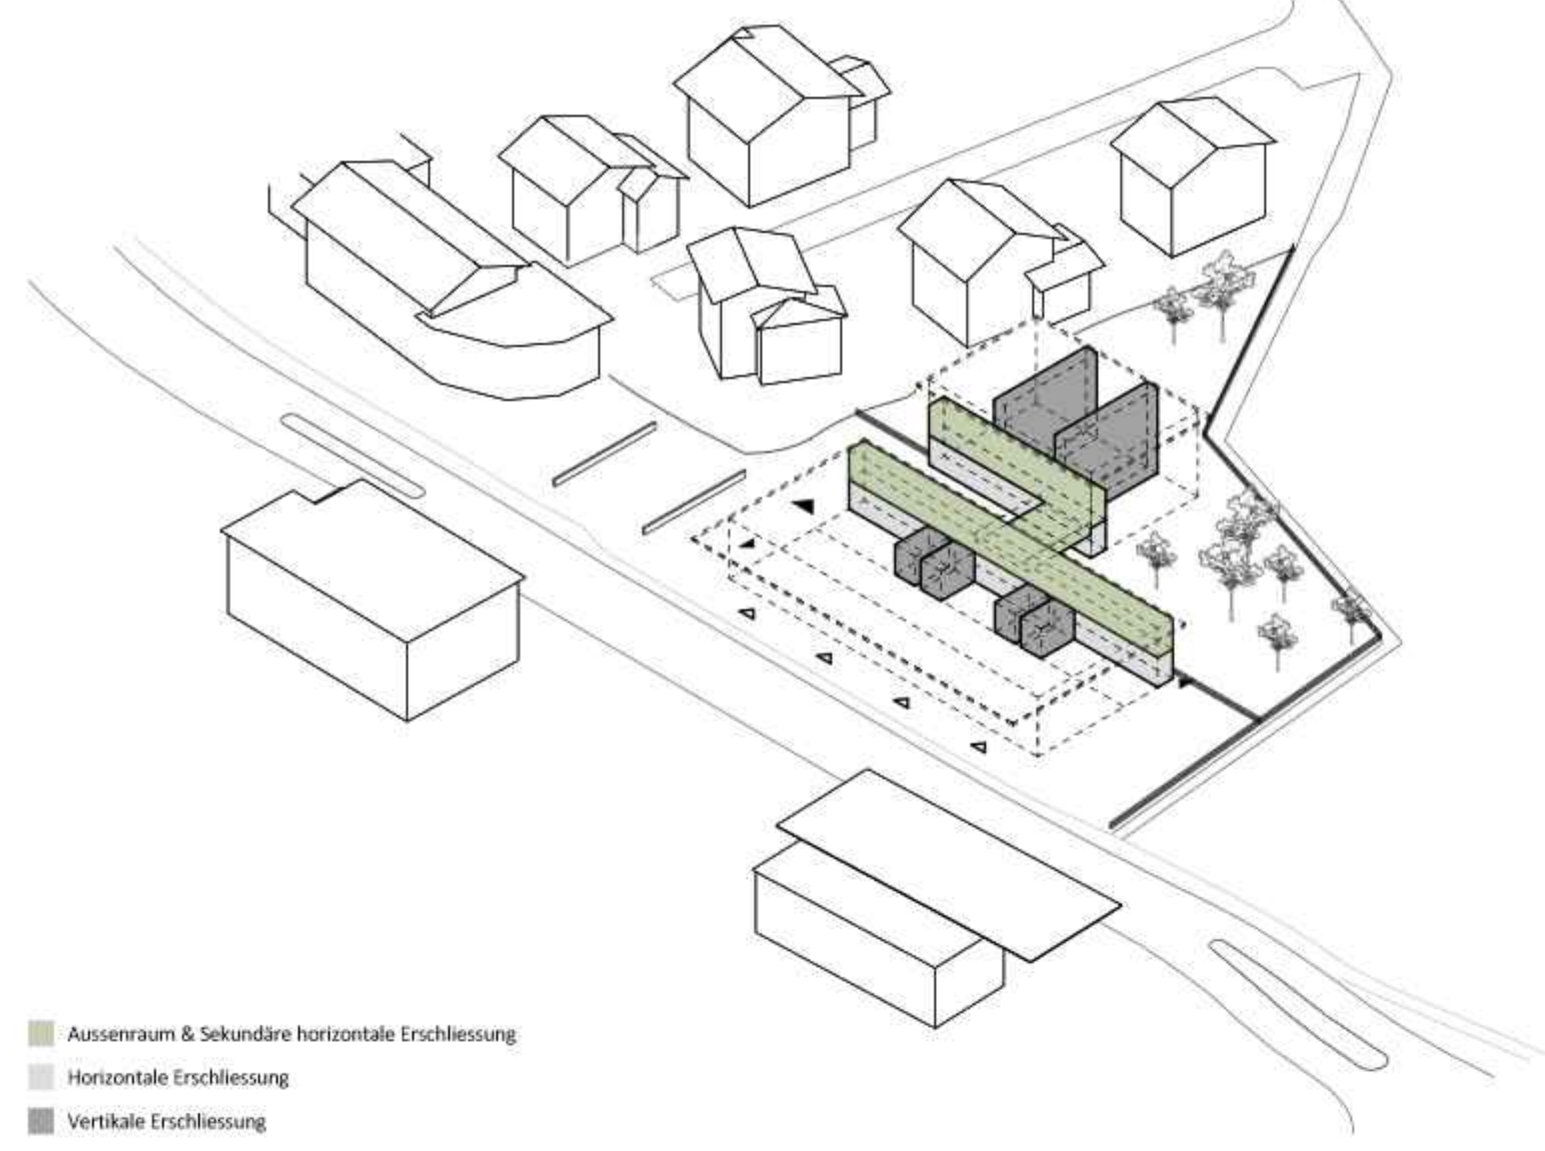 Aussenraum & Sekundäre horizontale Erschliessung
Horizontale Erschliessung
Vertikale Erschliessung